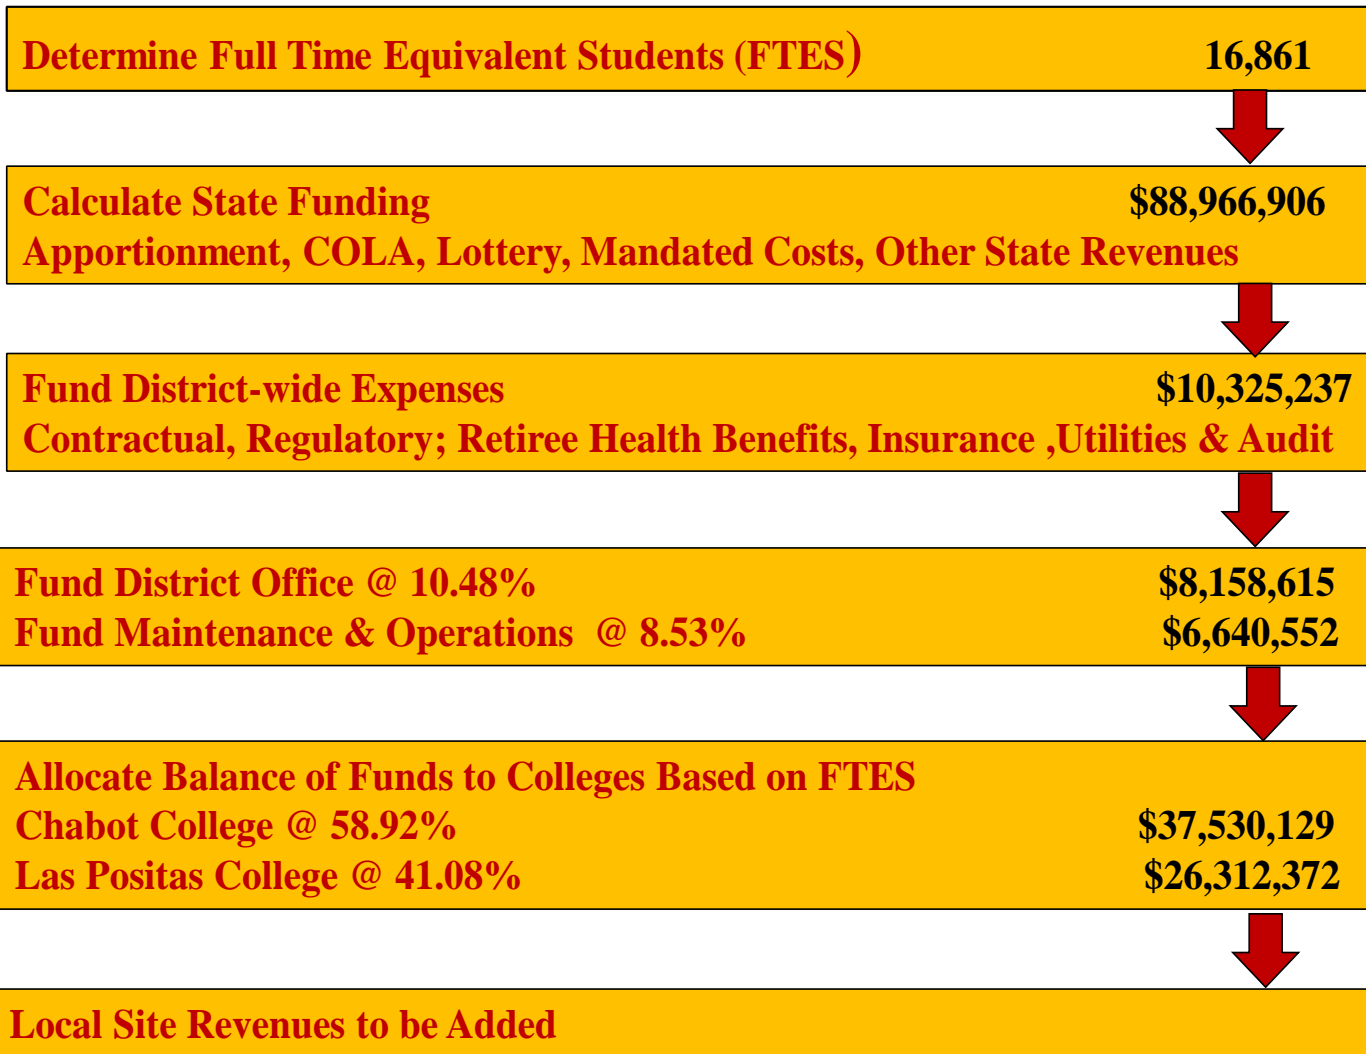 Determine Full Time Equivalent Students (FTES) 16,861
Calculate State Funding $88,966,906
Apportionment, COLA, Lottery, Mandated Costs, Other State Revenues
Fund District-wide Expenses $10,325,237
Contractual, Regulatory; Retiree Health Benefits, Insurance ,Utilities & Audit
Fund District Office @ 10.48% $8,158,615
Fund Maintenance & Operations @ 8.53% $6,640,552
Allocate Balance of Funds to Colleges Based on FTES
Chabot College @ 58.92% $37,530,129
Las Positas College @ 41.08% $26,312,372
Local Site Revenues to be Added